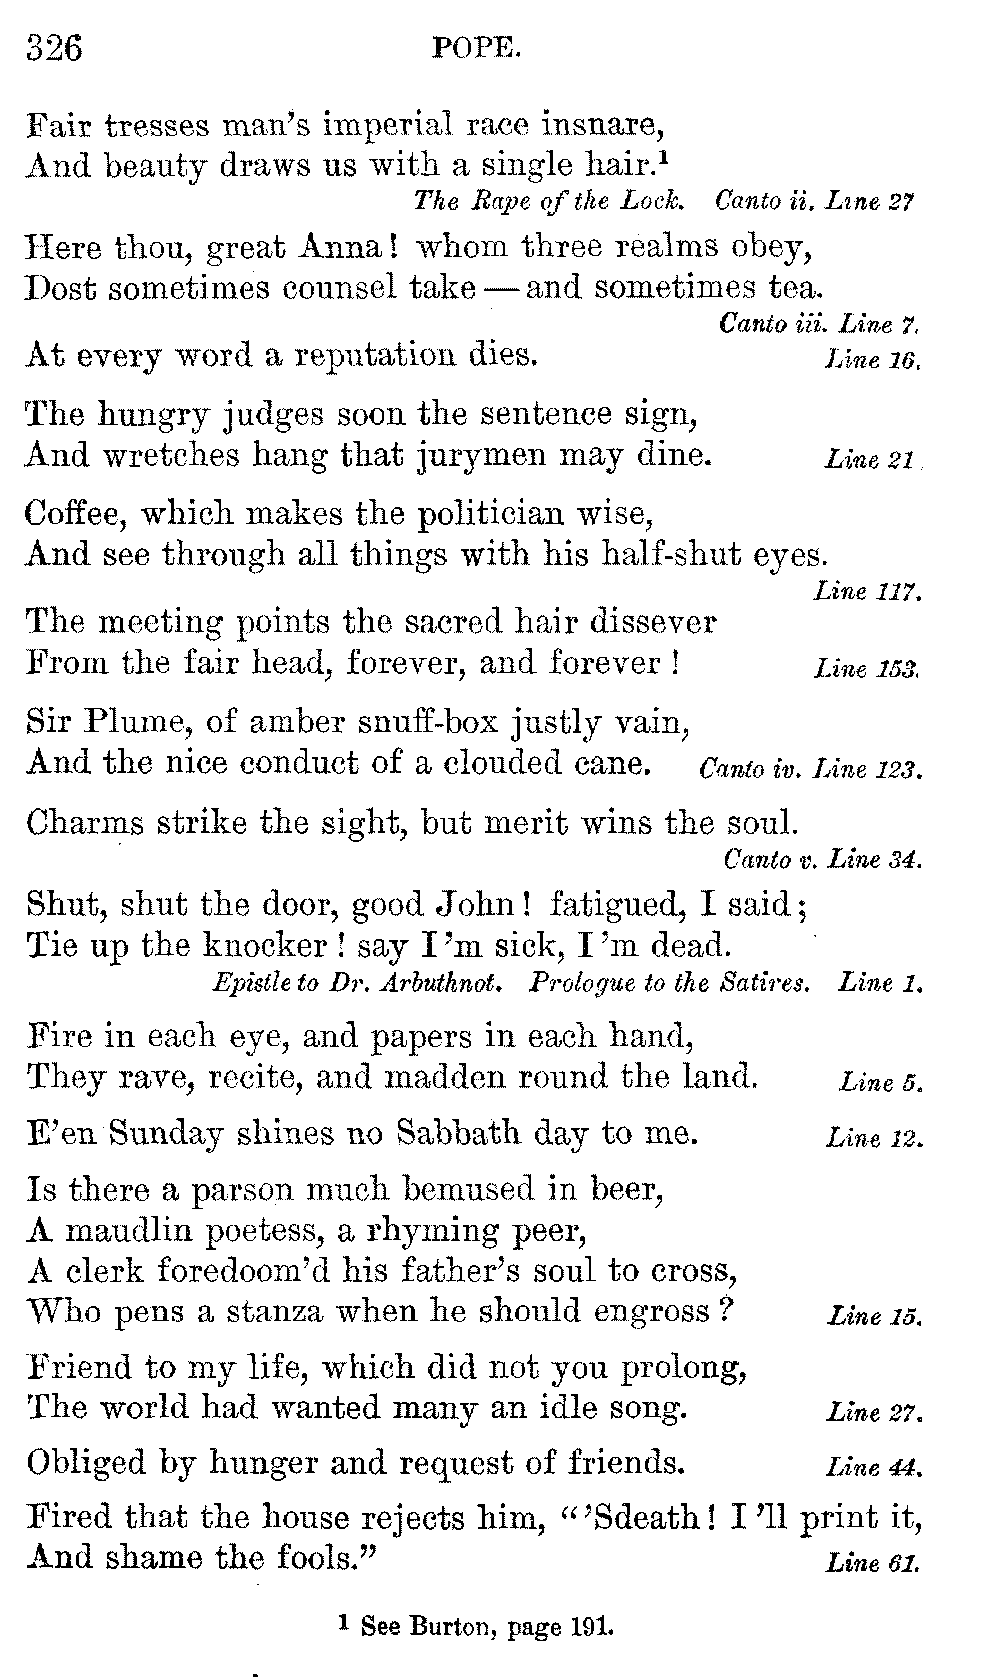 326 POPE.
Fair tresses man's imperial race insnare,
And beauty draws us with a single hair.¹
The Rape of the Lock. Canto ii. Line 27
Here thou, great Anna! whom three realms obey,
Dost sometimes counsel take — and sometimes tea.
Canto iii. Line 7.
At every word a reputation dies. Line 16.
The hungry judges soon the sentence sign,
And wretches hang that jurymen may dine. Line 21.
Coffee, which makes the politician wise,
And see through all things with his half-shut eyes.
Line 117.
The meeting points the sacred hair dissever
From the fair head, forever, and forever! Line 153.
Sir Plume, of amber snuff-box justly vain,
And the nice conduct of a clouded cane. Canto iv. Line 123.
Charms strike the sight, but merit wins the soul.
Canto v. Line 34.
Shut, shut the door, good John! fatigued, I said;
Tie up the knocker! say I'm sick, I'm dead.
Epistle to Dr. Arbuthnot. Prologue to the Satires. Line 1.
Fire in each eye, and papers in each hand,
They rave, recite, and madden round the land. Line 5.
E'en Sunday shines no Sabbath day to me. Line 12.
Is there a parson much bemused in beer,
A maudlin poetess, a rhyming peer,
A clerk foredoom'd his father's soul to cross,
Who pens a stanza when he should engross? Line 15.
Friend to my life, which did not you prolong,
The world had wanted many an idle song. Line 27.
Obliged by hunger and request of friends. Line 44.
Fired that the house rejects him, "'Sdeath! I'll print it,
And shame the fools." Line 61.
1 See Burton, page 191.